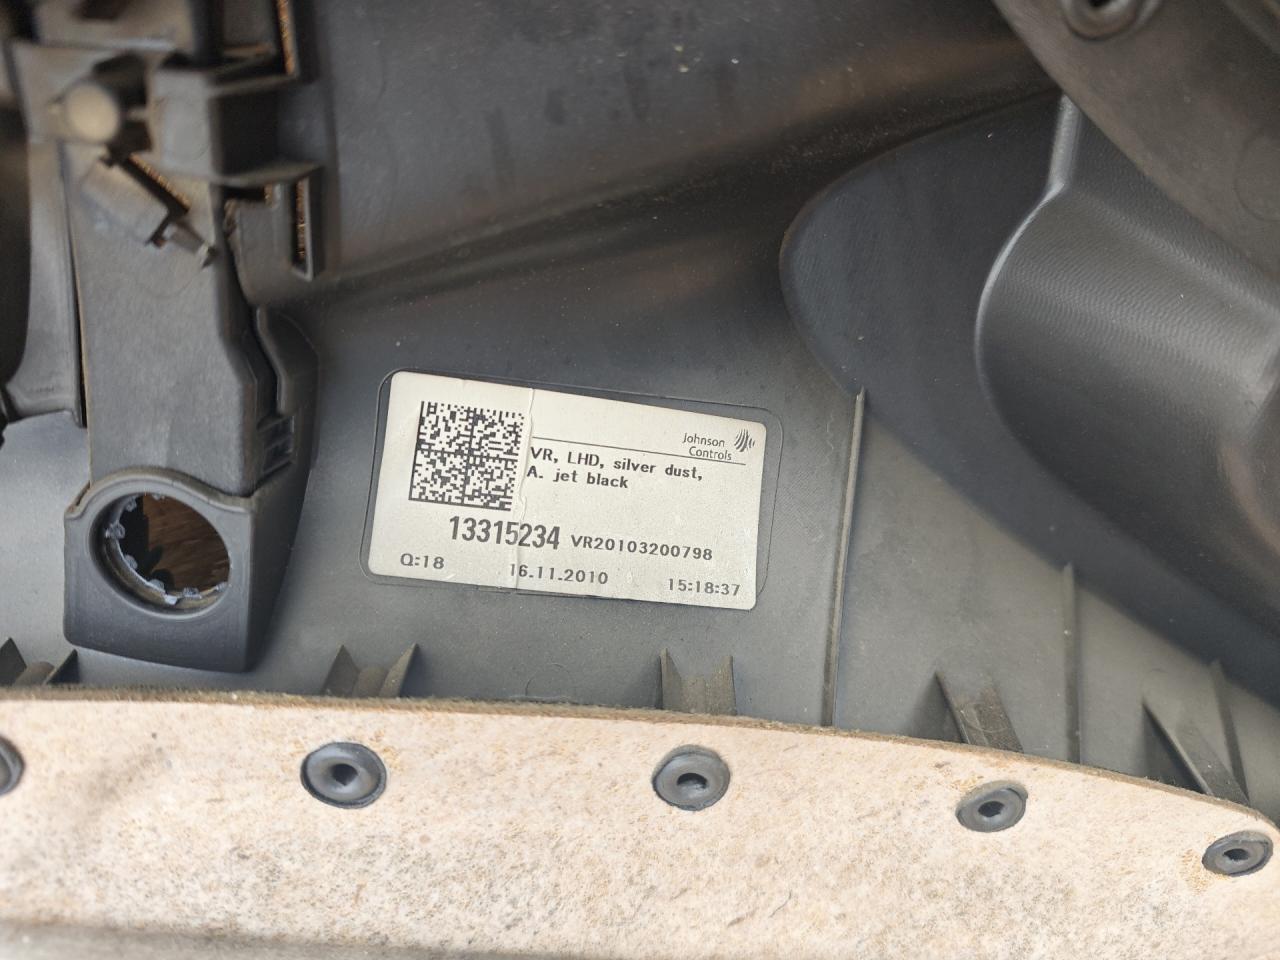 Johnson
Controls
VR, LHD, silver dust,
A. jet black
13315234 VR20103200798
Q:18 16.11.2010 15:18:37